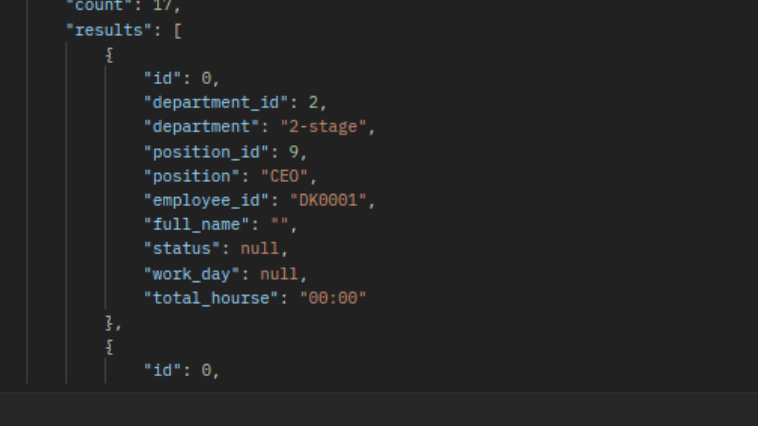 "count": 17,
"results": [
{
"id": 0,
"department_id": 2,
"department": "2-stage",
"position_id": 9,
"position": "CEO",
"employee_id": "DK0001",
"full_name": "",
"status": null,
"work_day": null,
"total_hourse": "00:00"
},
{
"id": 0,